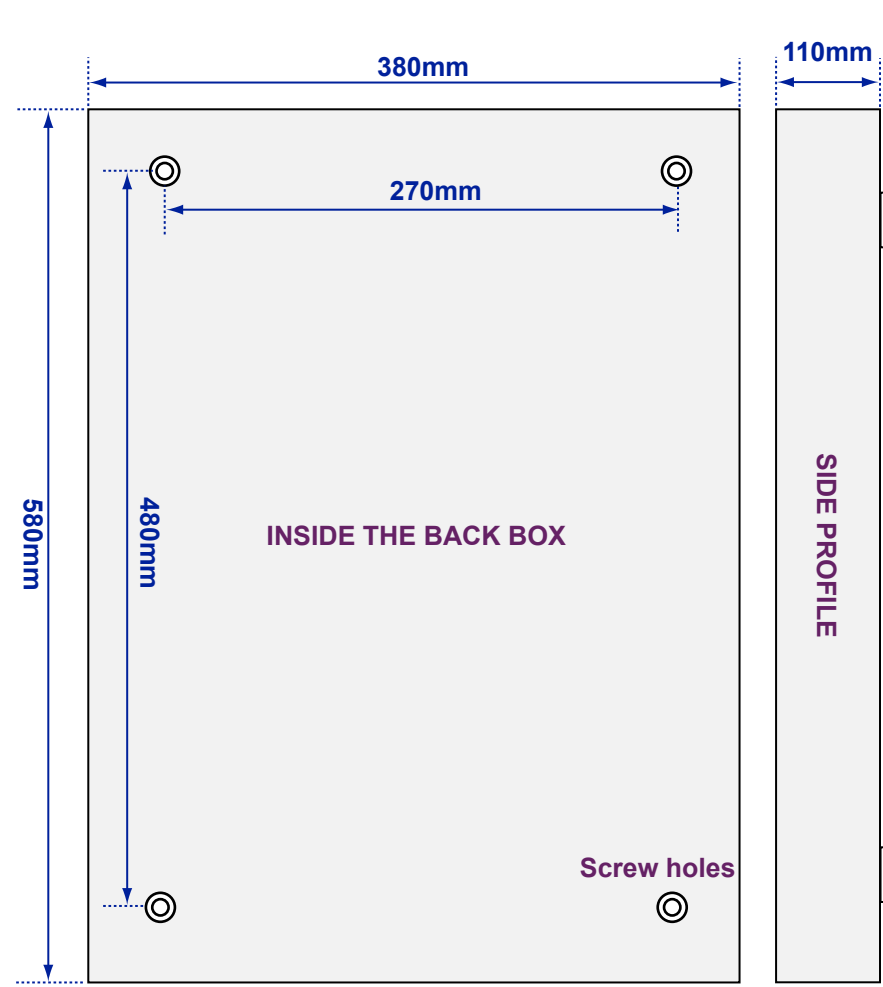 110mm
380mm
270mm
580mm
480mm
INSIDE THE BACK BOX
SIDE PROFILE
Screw holes